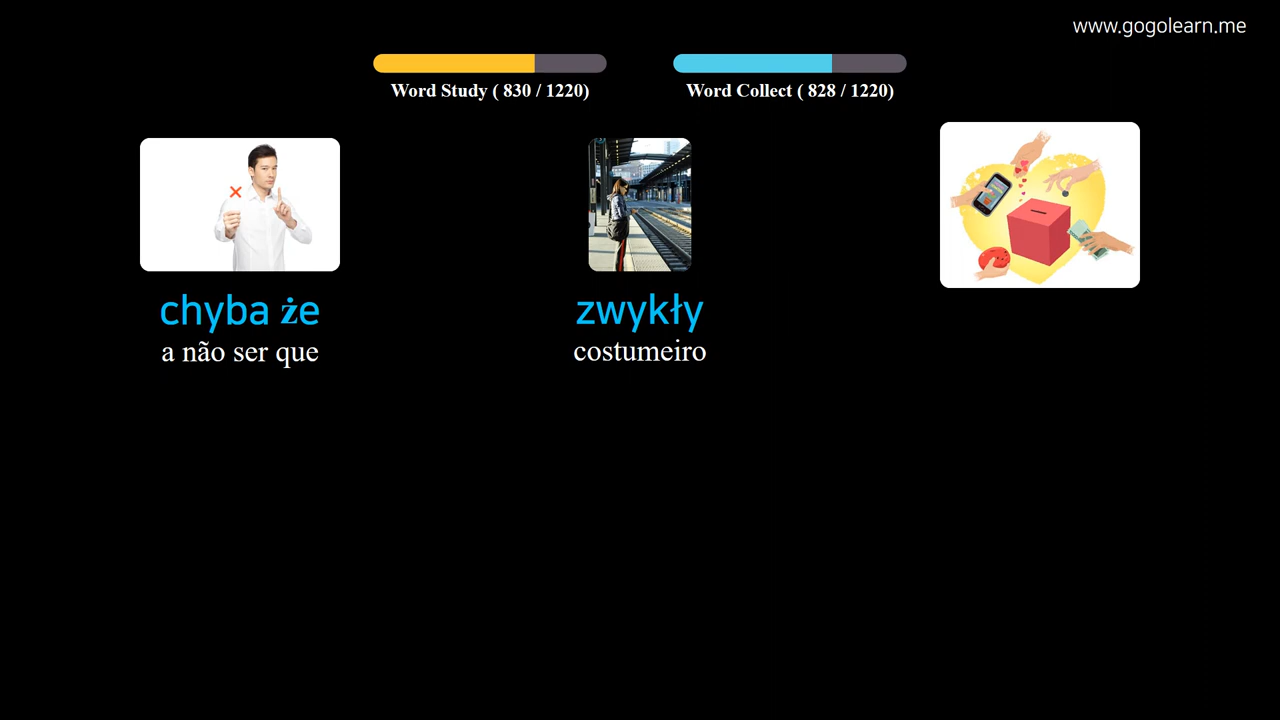 www.gogolearn.me
Word Study ( 830 / 1220)
Word Collect ( 828 / 1220)
chyba że
a não ser que
zwykły
costumeiro